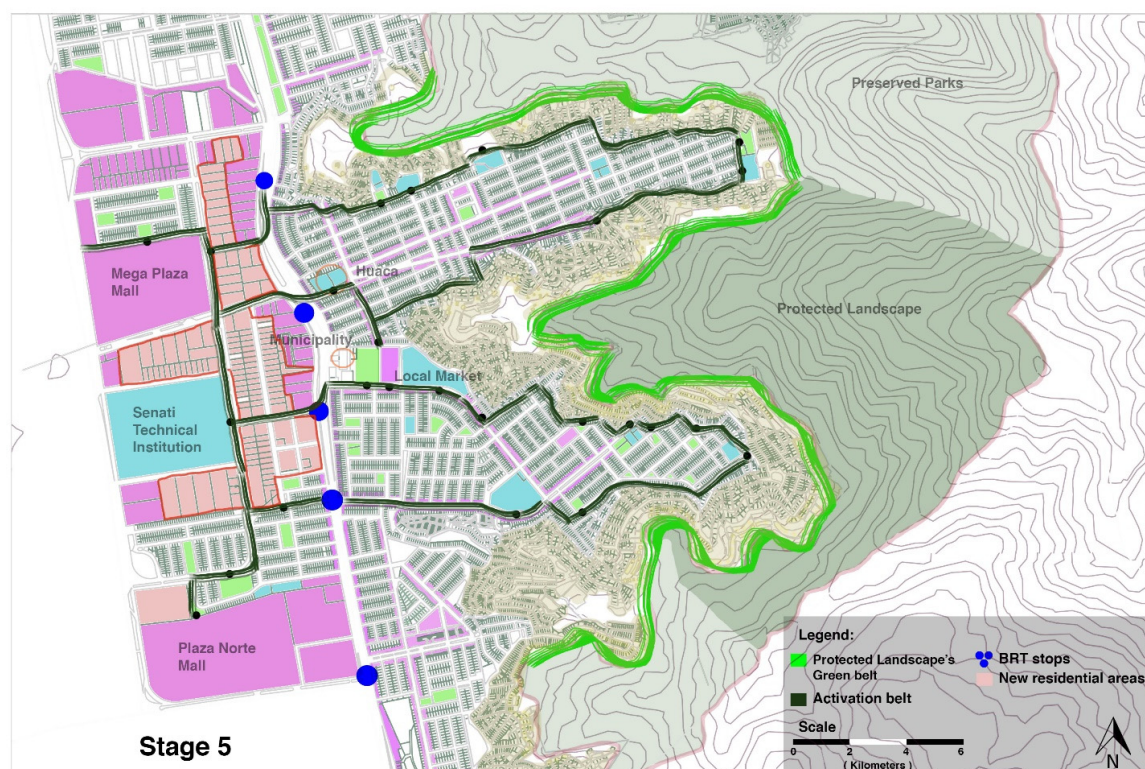 Preserved Parks
Mega Plaza
Mall
Huaca
Protected Landscape
Municipality
Local Market
Senati
Technical
Institution
Plaza Norte
Mall
Stage 5
Legend:
Protected Landscape's
Green belt
BRT stops
New residential areas
Activation belt
Scale
0 2 4 6
( Kilometers )
N